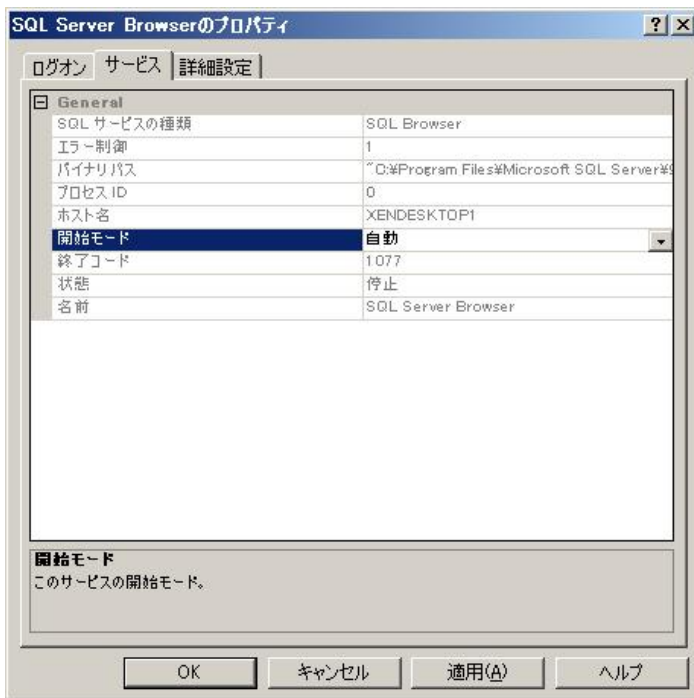 SQL Server Browserのプロパティ
ログオン サービス 詳細設定
General
SQL サービスの種類 SQL Browser
エラー制御 1
バイナリ パス "C:¥Program Files¥Microsoft SQL Server¥9
プロセス ID 0
ホスト名 XENDESKTOP1
開始モード 自動
終了コード 1077
状態 停止
名前 SQL Server Browser
開始モード
このサービスの開始モード。
OK キャンセル 適用(A) ヘルプ